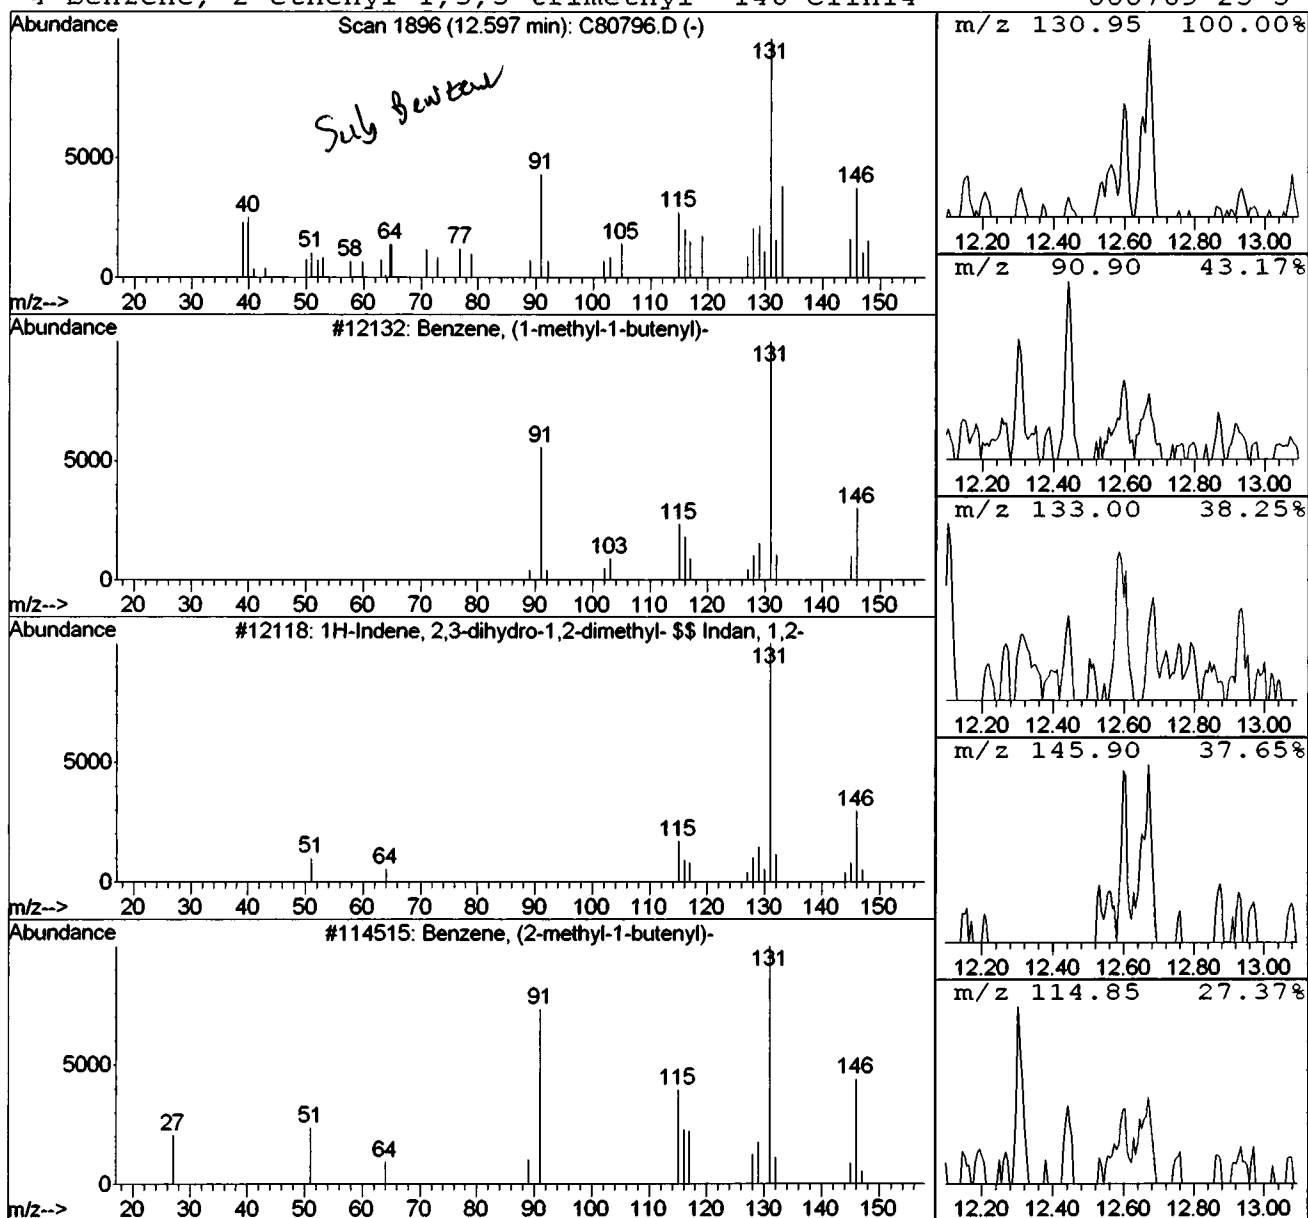 Abundance
Scan 1896 (12.597 min): C80796.D (-)
Sub Benzene
131
5000
91
146
40
115
51
58
64
77
105
0
m/z--> 20 30 40 50 60 70 80 90 100 110 120 130 140 150
Abundance
#12132: Benzene, (1-methyl-1-butenyl)-
131
91
5000
146
115
103
0
m/z--> 20 30 40 50 60 70 80 90 100 110 120 130 140 150
Abundance
#12118: 1H-Indene, 2,3-dihydro-1,2-dimethyl- $$ Indan, 1,2-
131
5000
146
115
51
64
0
m/z--> 20 30 40 50 60 70 80 90 100 110 120 130 140 150
Abundance
#114515: Benzene, (2-methyl-1-butenyl)-
131
91
5000
146
115
27
51
64
0
m/z--> 20 30 40 50 60 70 80 90 100 110 120 130 140 150
m/z 130.95 100.00%
12.20 12.40 12.60 12.80 13.00
m/z 90.90 43.17%
12.20 12.40 12.60 12.80 13.00
m/z 133.00 38.25%
12.20 12.40 12.60 12.80 13.00
m/z 145.90 37.65%
12.20 12.40 12.60 12.80 13.00
m/z 114.85 27.37%
12.20 12.40 12.60 12.80 13.00